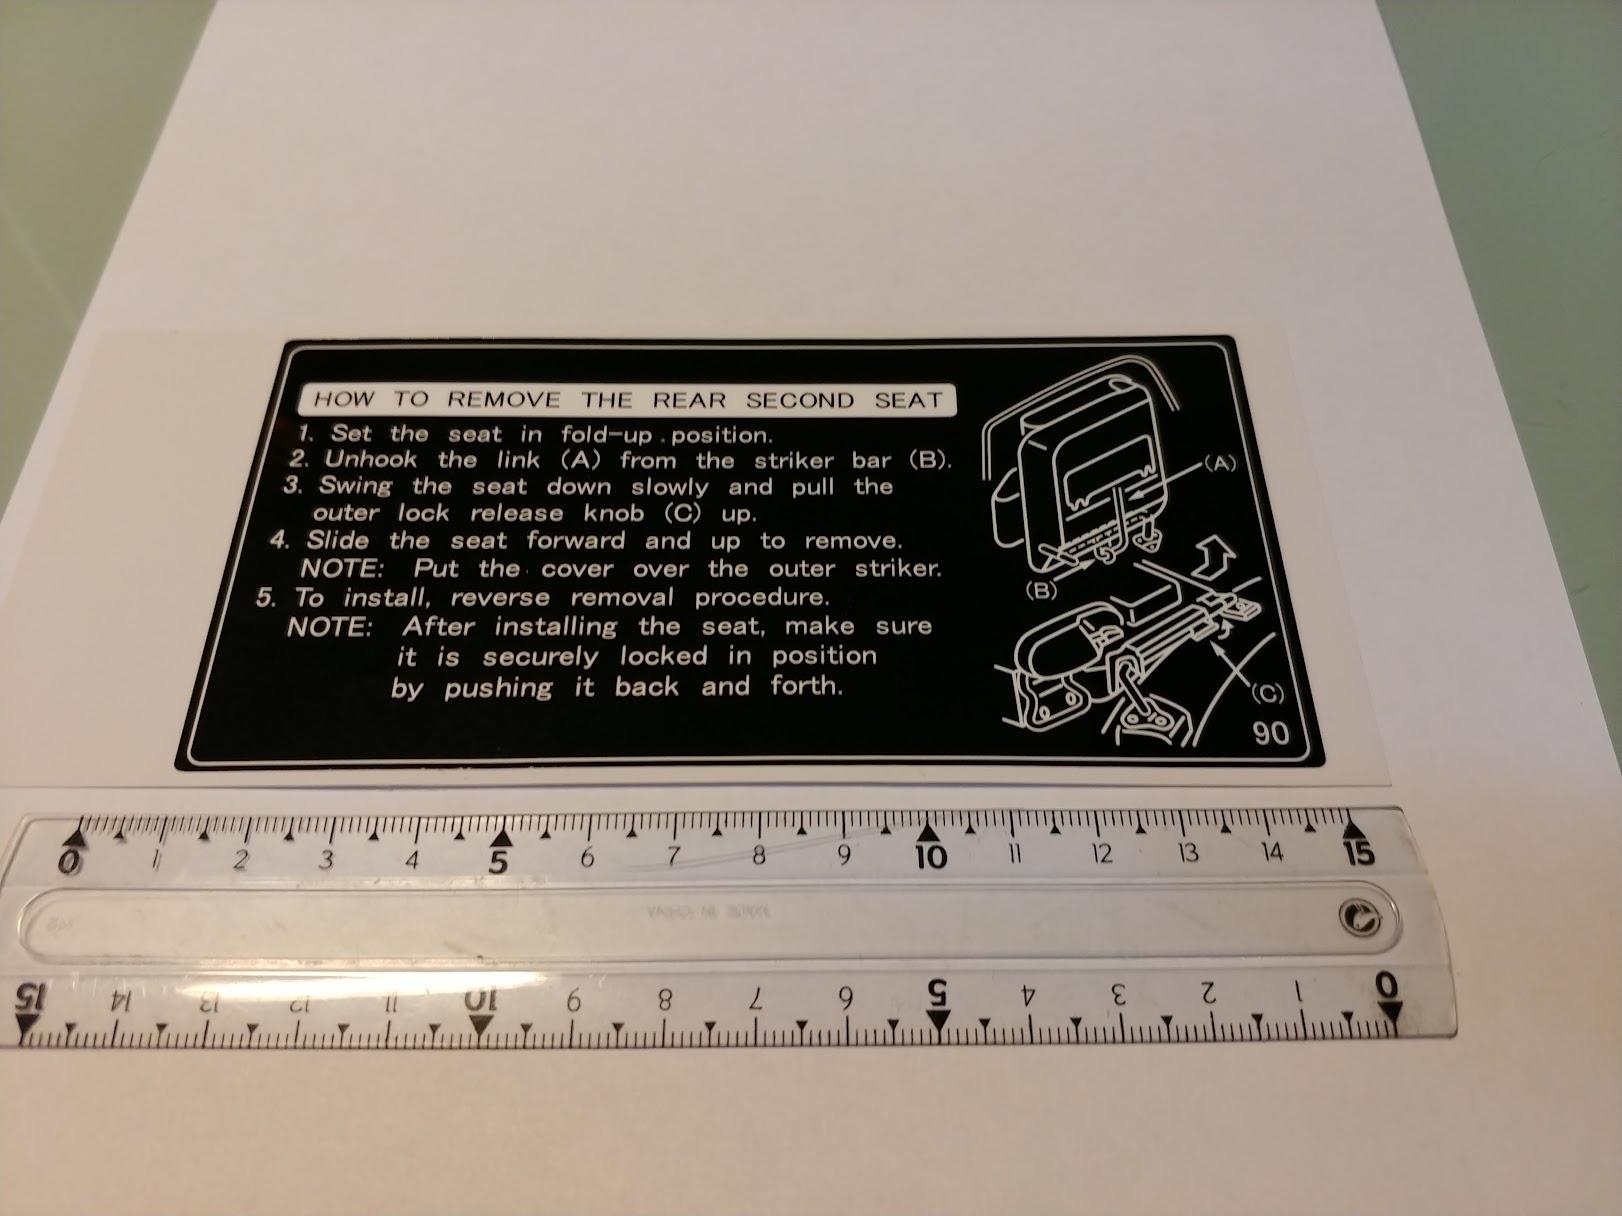 HOW TO REMOVE THE REAR SECOND SEAT
1. Set the seat in fold-up position.
2. Unhook the link (A) from the striker bar (B).
3. Swing the seat down slowly and pull the
outer lock release knob (C) up.
4. Slide the seat forward and up to remove.
NOTE: Put the cover over the outer striker.
5. To install, reverse removal procedure.
NOTE: After installing the seat, make sure
it is securely locked in position
by pushing it back and forth.
(A)
(B)
(C)
90
0 1 2 3 4 5 6 7 8 9 10 11 12 13 14 15
MADE IN CHINA
15 14 13 12 11 10 9 8 7 6 5 4 3 2 1 0